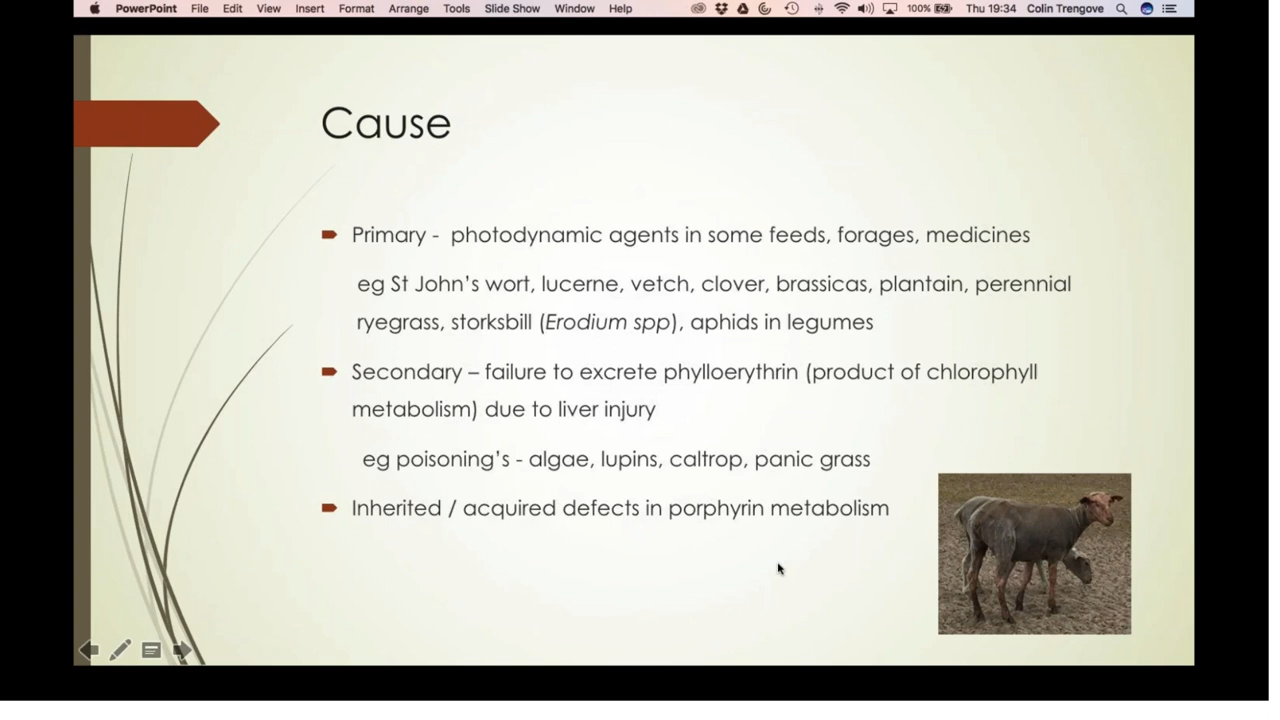 PowerPoint File Edit View Insert Format Arrange Tools Slide Show Window Help 100% Thu 19:34 Colin Trengove
Cause
Primary -  photodynamic agents in some feeds, forages, medicines
eg St John’s wort, lucerne, vetch, clover, brassicas, plantain, perennial
ryegrass, storksbill (Erodium spp), aphids in legumes
Secondary – failure to excrete phylloerythrin (product of chlorophyll
metabolism) due to liver injury
eg poisoning’s - algae, lupins, caltrop, panic grass
Inherited / acquired defects in porphyrin metabolism